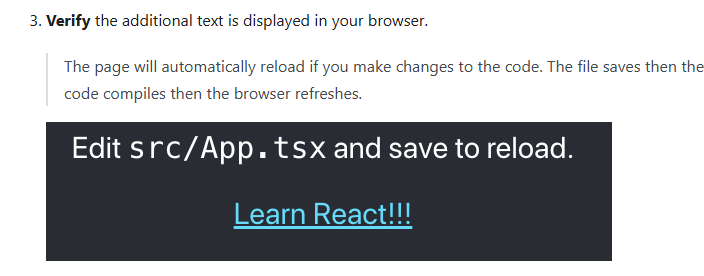 3. Verify the additional text is displayed in your browser.
The page will automatically reload if you make changes to the code. The file saves then the
code compiles then the browser refreshes.
Edit src/App.tsx and save to reload.
Learn React!!!